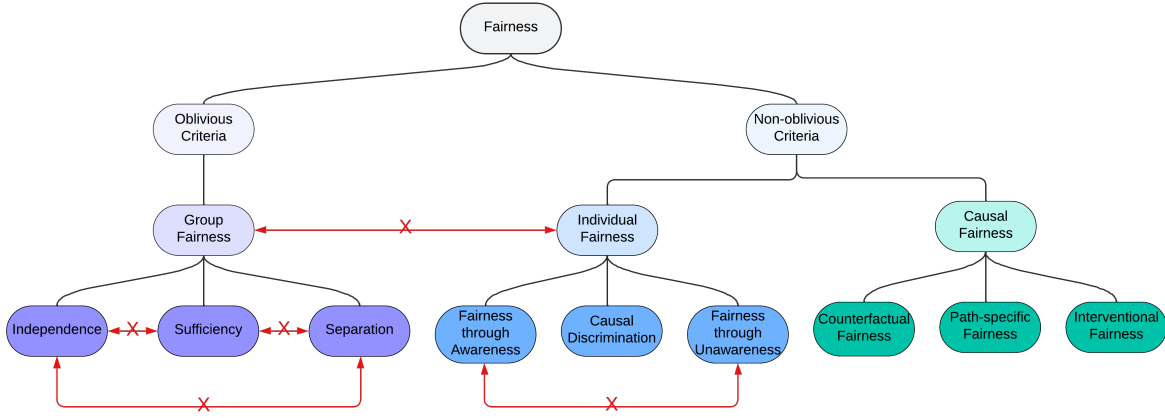 Fairness
Oblivious
Criteria
Non-oblivious
Criteria
Group
Fairness
X
Individual
Fairness
Causal
Fairness
Independence
X
Sufficiency
X
Separation
Fairness
through
Awareness
Causal
Discrimination
Fairness
through
Unawareness
Counterfactual
Fairness
Path-specific
Fairness
Interventional
Fairness
X
X